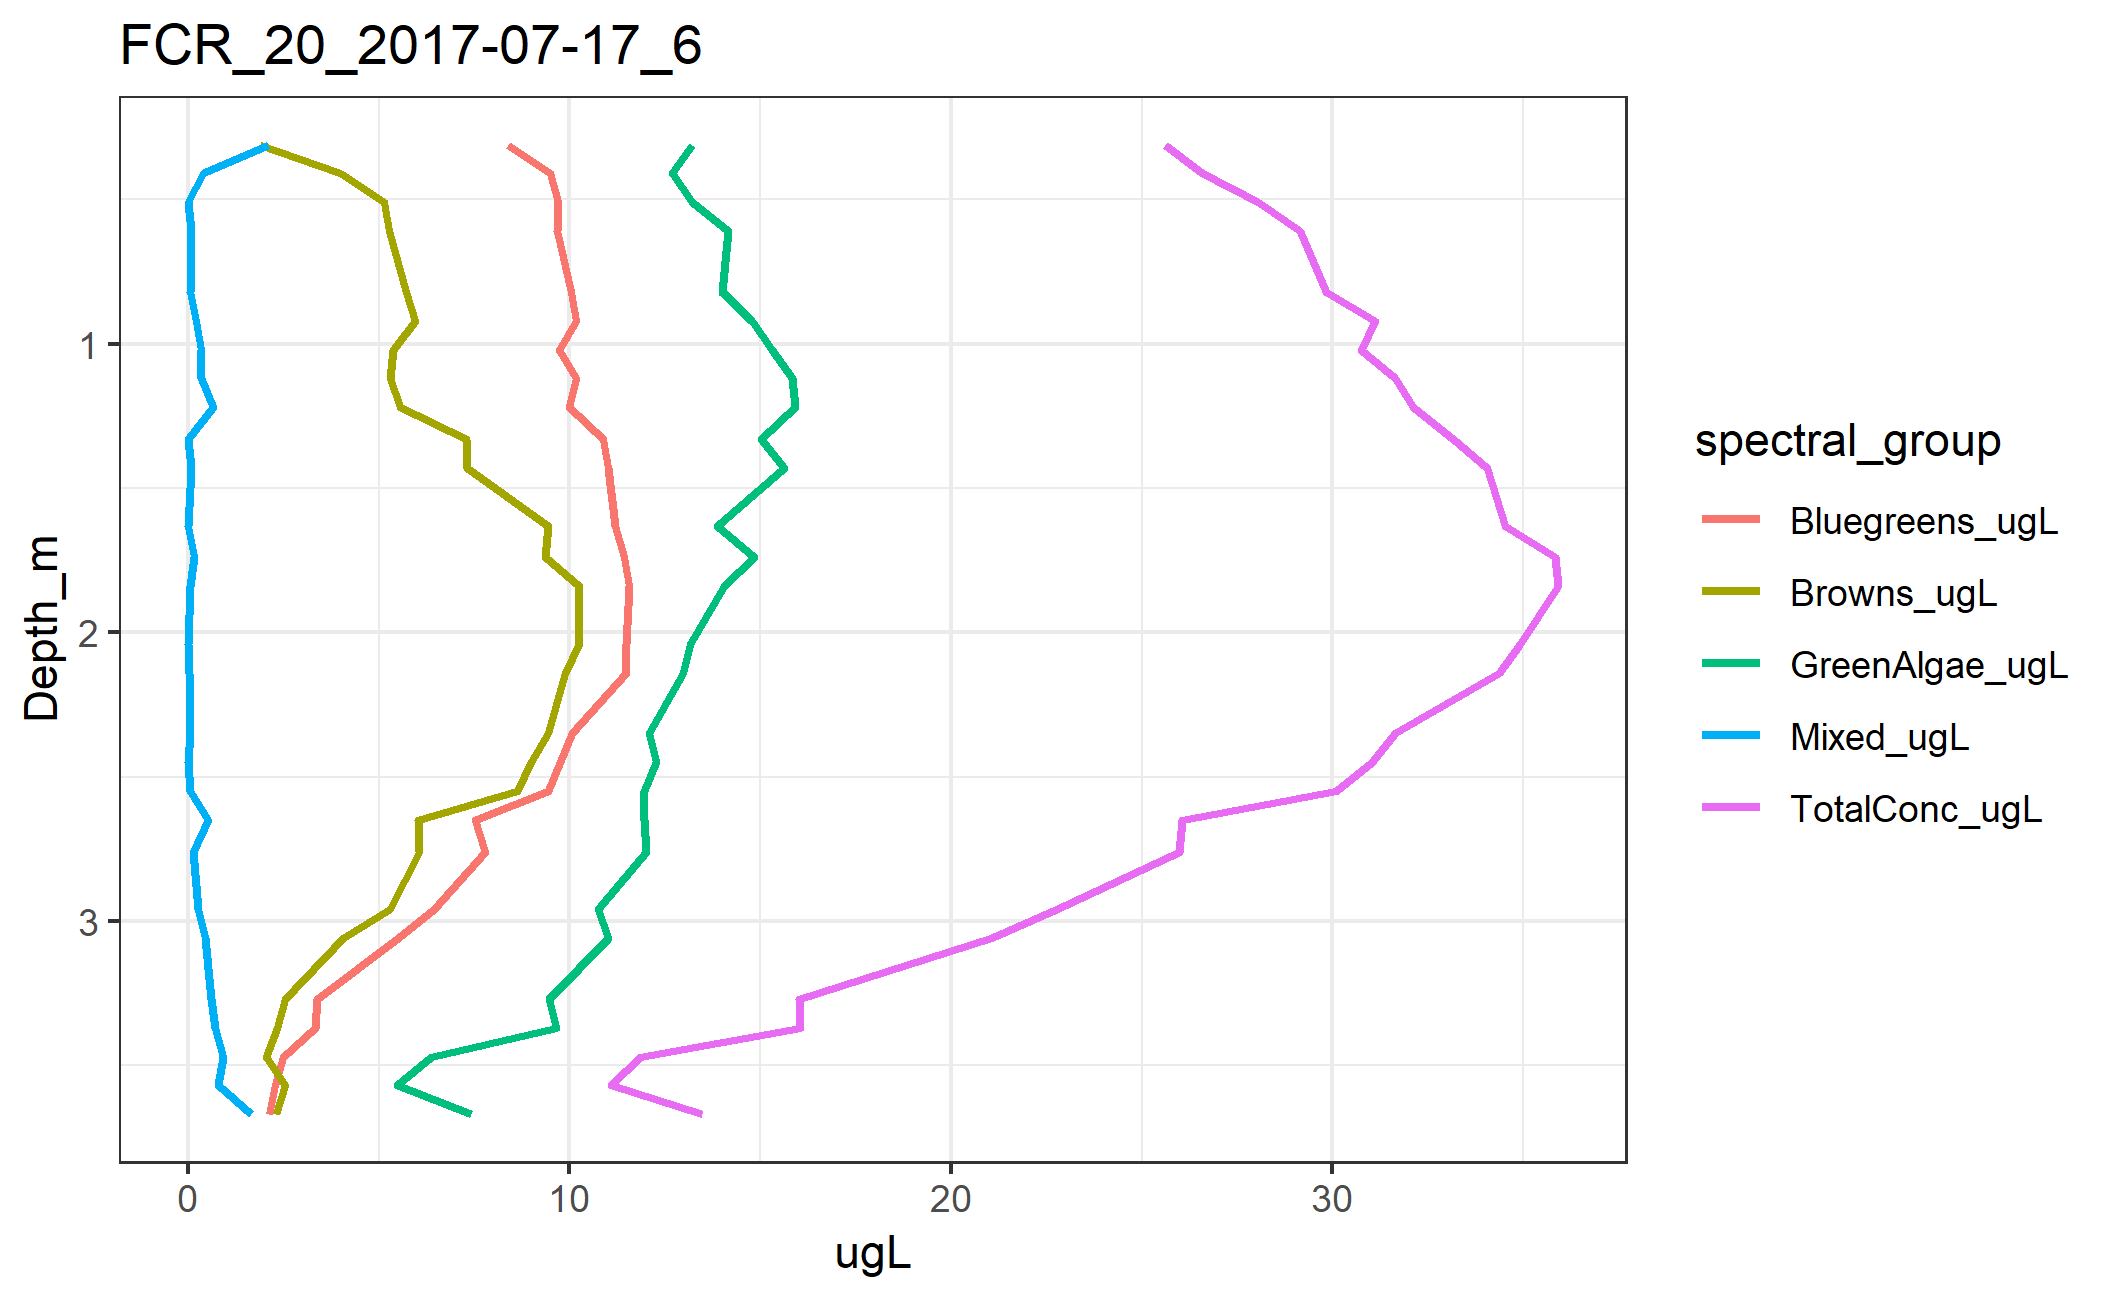 FCR_20_2017-07-17_6
Depth_m
1
2
3
0 10 20 30
ugL
spectral_group
Bluegreens_ugL
Browns_ugL
GreenAlgae_ugL
Mixed_ugL
TotalConc_ugL